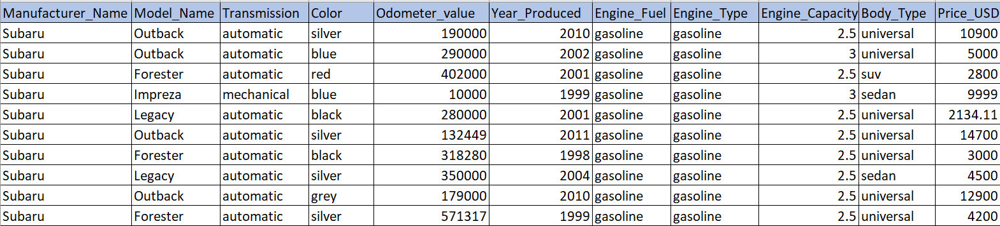 Manufacturer_Name Model_Name Transmission Color Odometer_value Year_Produced Engine_Fuel Engine_Type Engine_Capacity Body_Type Price_USD
Subaru Outback automatic silver 190000 2010 gasoline gasoline 2.5 universal 10900
Subaru Outback automatic blue 290000 2002 gasoline gasoline 3 universal 5000
Subaru Forester automatic red 402000 2001 gasoline gasoline 2.5 suv 2800
Subaru Impreza mechanical blue 10000 1999 gasoline gasoline 3 sedan 9999
Subaru Legacy automatic black 280000 2001 gasoline gasoline 2.5 universal 2134.11
Subaru Outback automatic silver 132449 2011 gasoline gasoline 2.5 universal 14700
Subaru Forester automatic black 318280 1998 gasoline gasoline 2.5 universal 3000
Subaru Legacy automatic silver 350000 2004 gasoline gasoline 2.5 sedan 4500
Subaru Outback automatic grey 179000 2010 gasoline gasoline 2.5 universal 12900
Subaru Forester automatic silver 571317 1999 gasoline gasoline 2.5 universal 4200